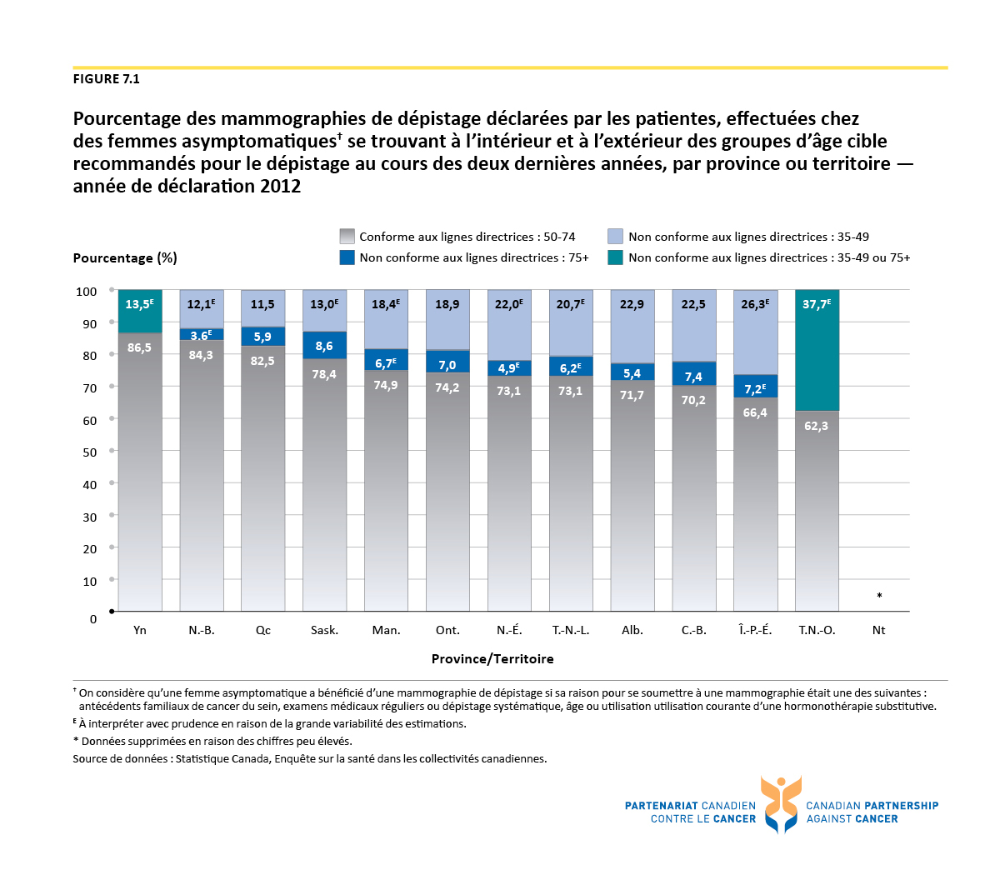 FIGURE 7.1
Pourcentage des mammographies de dépistage déclarées par les patientes, effectuées chez
des femmes asymptomatiques† se trouvant à l’intérieur et à l’extérieur des groupes d’âge cible
recommandés pour le dépistage au cours des deux dernières années, par province ou territoire —
année de déclaration 2012
Conforme aux lignes directrices : 50-74
Non conforme aux lignes directrices : 35-49
Pourcentage (%)
Non conforme aux lignes directrices : 75+
Non conforme aux lignes directrices : 35-49 ou 75+
100
90
80
70
60
50
40
30
20
10
0
13,5ᴱ
86,5
12,1ᴱ
3,6ᴱ
84,3
11,5
5,9
82,5
13,0ᴱ
8,6
78,4
18,4ᴱ
6,7ᴱ
74,9
18,9
7,0
74,2
22,0ᴱ
4,9ᴱ
73,1
20,7ᴱ
6,2ᴱ
73,1
22,9
5,4
71,7
22,5
7,4
70,2
26,3ᴱ
7,2ᴱ
66,4
37,7ᴱ
62,3
*
Yn N.-B. Qc Sask. Man. Ont. N.-É. T.-N.-L. Alb. C.-B. Î.-P.-É. T.N.-O. Nt
Province/Territoire
† On considère qu’une femme asymptomatique a bénéficié d’une mammographie de dépistage si sa raison pour se soumettre à une mammographie était une des suivantes :
antécédents familiaux de cancer du sein, examens médicaux réguliers ou dépistage systématique, âge ou utilisation utilisation courante d’une hormonothérapie substitutive.
ᴱ À interpréter avec prudence en raison de la grande variabilité des estimations.
* Données supprimées en raison des chiffres peu élevés.
Source de données : Statistique Canada, Enquête sur la santé dans les collectivités canadiennes.
PARTENARIAT CANADIEN
CONTRE LE CANCER
CANADIAN PARTNERSHIP
AGAINST CANCER